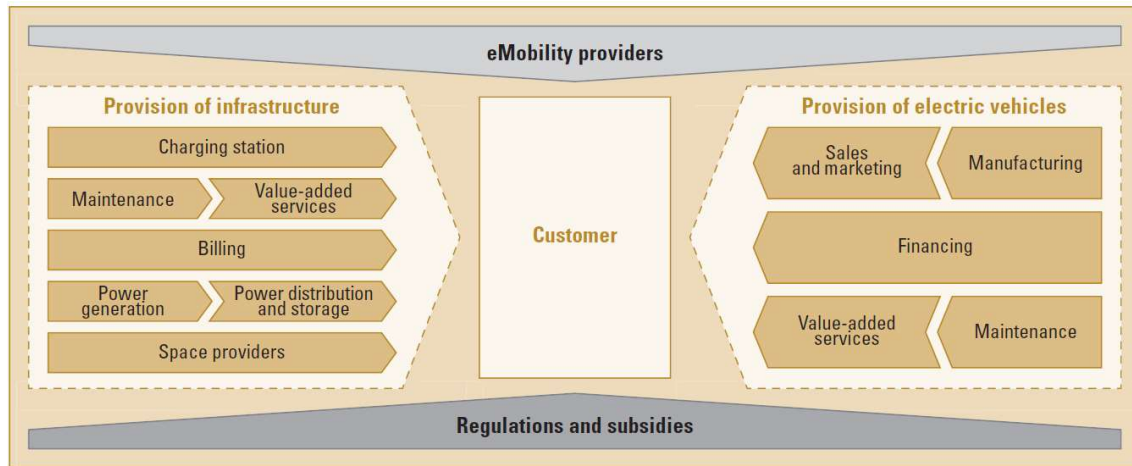 eMobility providers
Provision of infrastructure
Charging station
Maintenance
Value-added
services
Billing
Power
generation
Power distribution
and storage
Space providers
Customer
Provision of electric vehicles
Sales
and marketing
Manufacturing
Financing
Value-added
services
Maintenance
Regulations and subsidies